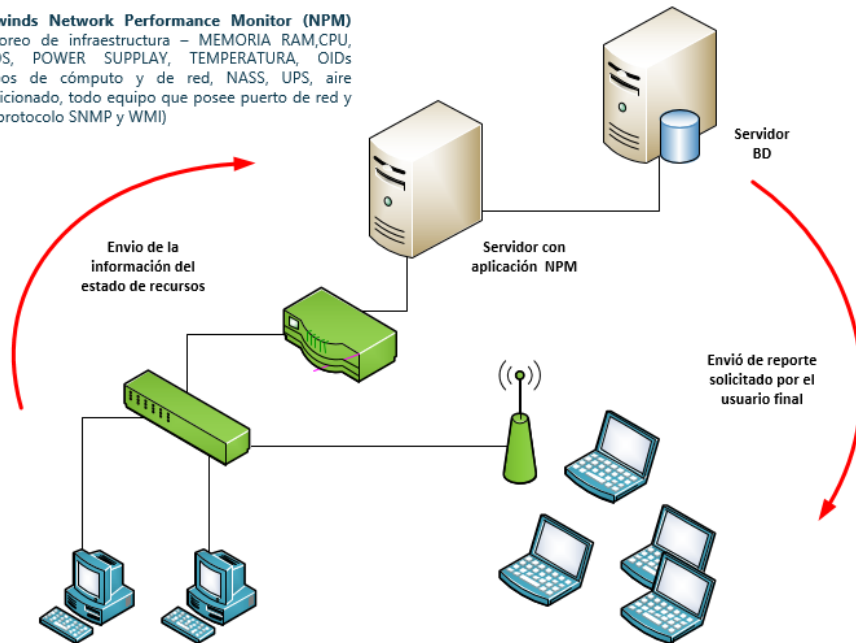 winds Network Performance Monitor (NPM)
oreo de infraestructura – MEMORIA RAM,CPU,
OS, POWER SUPPLAY, TEMPERATURA, OIDs
os de cómputo y de red, NASS, UPS, aire
icionado, todo equipo que posee puerto de red y
protocolo SNMP y WMI)
Servidor
BD
Envio de la
información del
estado de recursos
Servidor con
aplicación NPM
Envió de reporte
solicitado por el
usuario final